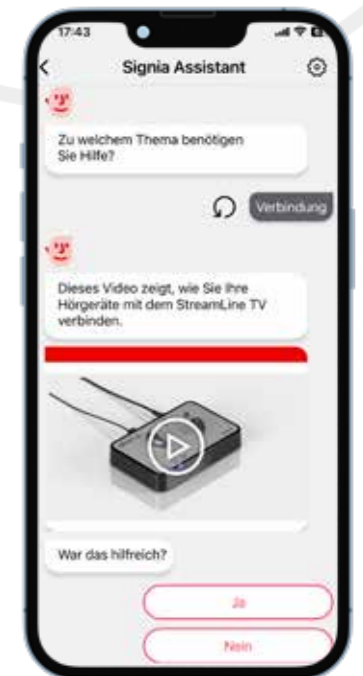 17:43
Signia Assistant
Zu welchem Thema benötigen
Sie Hilfe?
Verbindung
Dieses Video zeigt, wie Sie Ihre
Hörgeräte mit dem StreamLine TV
verbinden.
War das hilfreich?
Ja
Nein